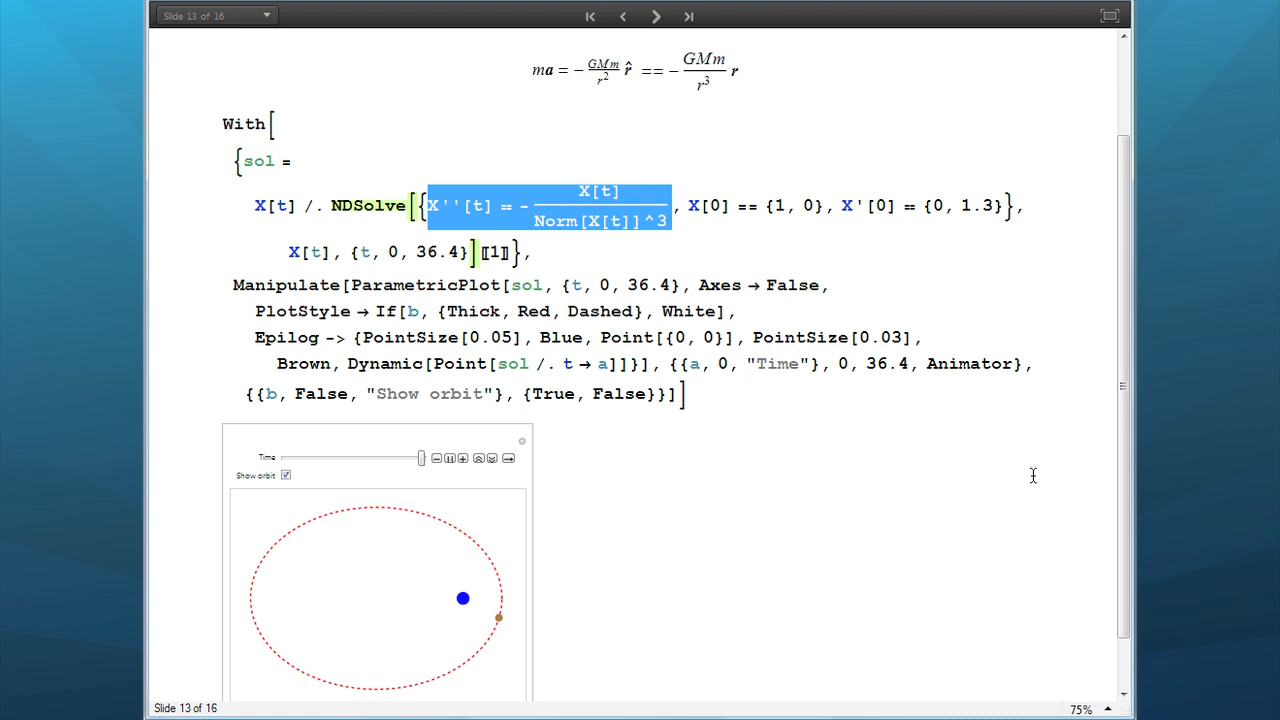 Slide 13 of 16
ma = - GMm/r² r̂ == - GMm/r³ r
With[
{sol =
X[t] /. NDSolve[{X''[t] == - X[t]/Norm[X[t]]^3, X[0] == {1, 0}, X'[0] == {0, 1.3}},
X[t], {t, 0, 36.4}]〚1〛},
Manipulate[ParametricPlot[sol, {t, 0, 36.4}, Axes → False,
PlotStyle → If[b, {Thick, Red, Dashed}, White],
Epilog -> {PointSize[0.05], Blue, Point[{0, 0}], PointSize[0.03],
Brown, Dynamic[Point[sol /. t → a]]}], {{a, 0, "Time"}, 0, 36.4, Animator},
{{b, False, "Show orbit"}, {True, False}}]]
Time
Show orbit
Slide 13 of 16
75%